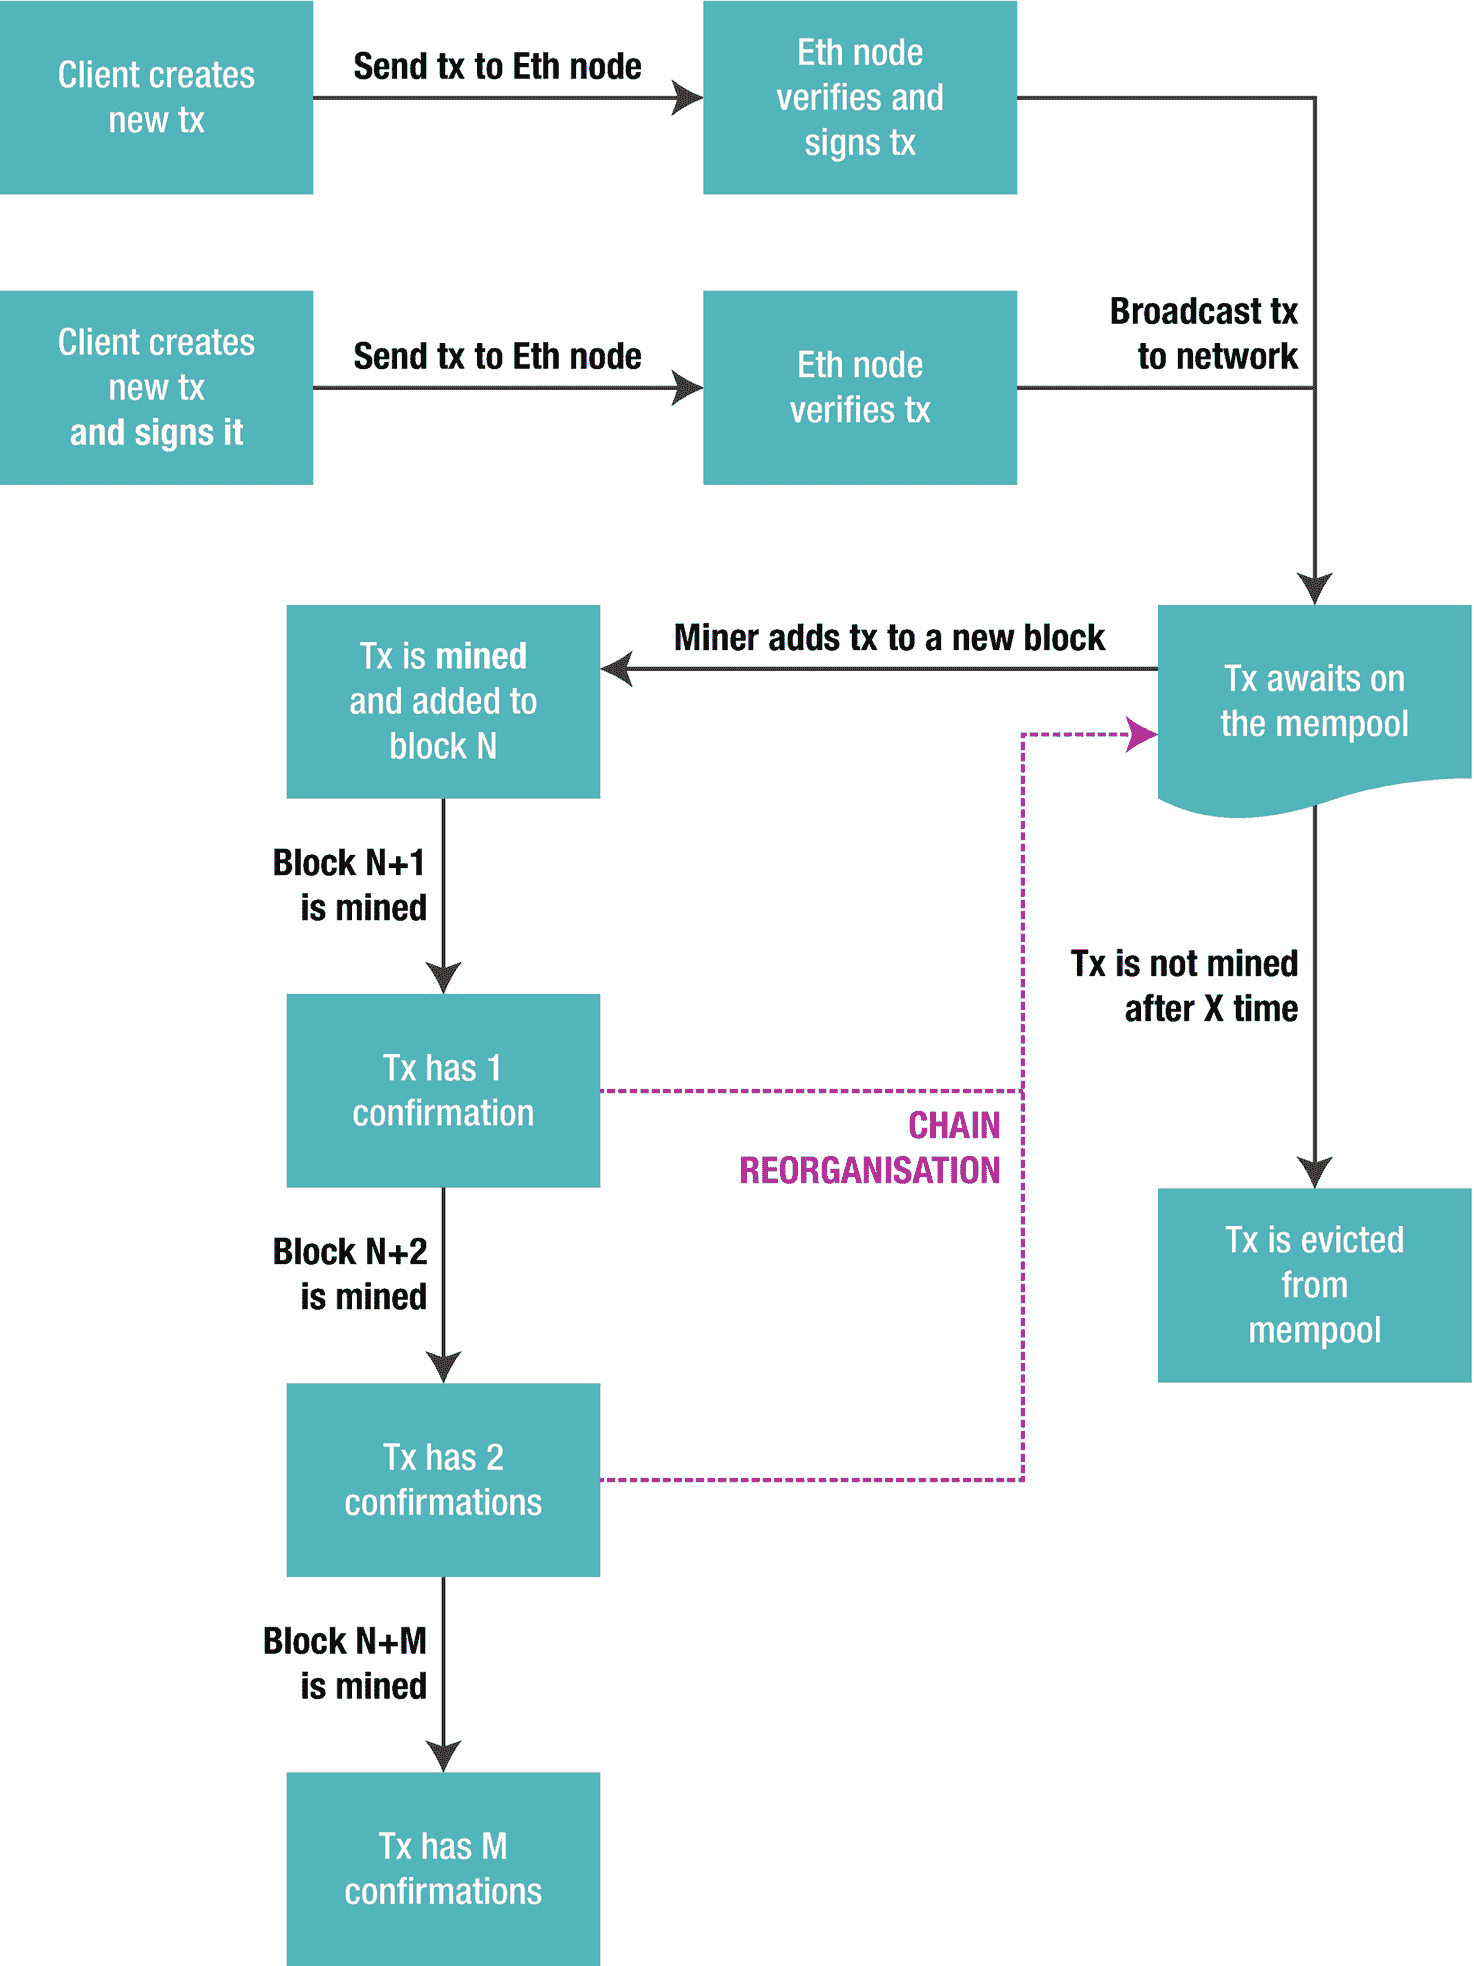 Client creates
new tx
Send tx to Eth node
Eth node
verifies and
signs tx
Client creates
new tx
and signs it
Send tx to Eth node
Eth node
verifies tx
Broadcast tx
to network
Tx is mined
and added to
block N
Miner adds tx to a new block
Tx awaits on
the mempool
Block N+1
is mined
Tx is not mined
after X time
Tx has 1
confirmation
CHAIN
REORGANISATION
Tx is evicted
from
mempool
Block N+2
is mined
Tx has 2
confirmations
Block N+M
is mined
Tx has M
confirmations